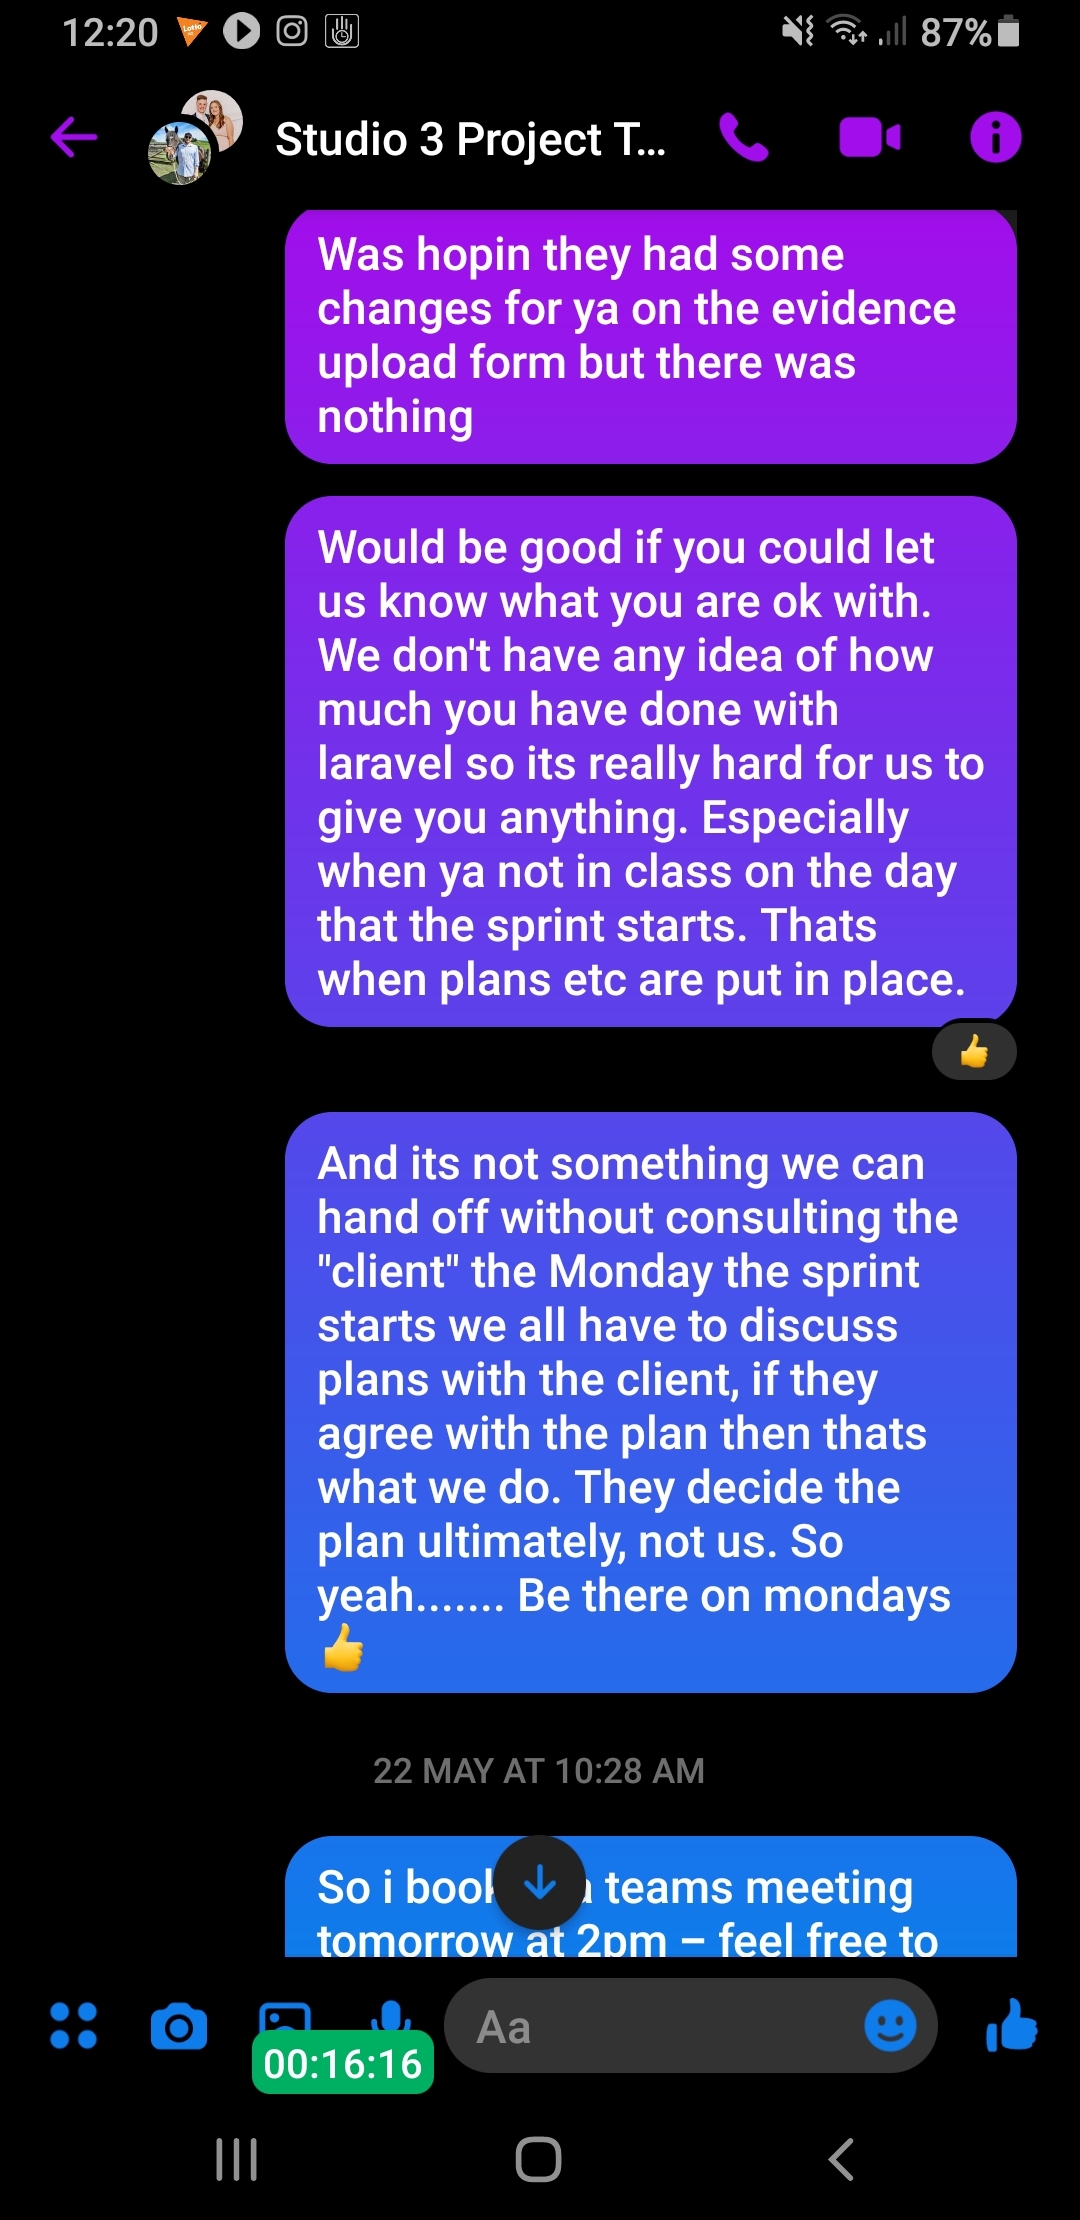 12:20
Lotto
87%
Studio 3 Project T...
Was hopin they had some
changes for ya on the evidence
upload form but there was
nothing
Would be good if you could let
us know what you are ok with.
We don't have any idea of how
much you have done with
laravel so its really hard for us to
give you anything. Especially
when ya not in class on the day
that the sprint starts. Thats
when plans etc are put in place.
And its not something we can
hand off without consulting the
"client" the Monday the sprint
starts we all have to discuss
plans with the client, if they
agree with the plan then thats
what we do. They decide the
plan ultimately, not us. So
yeah....... Be there on mondays
👍
22 MAY AT 10:28 AM
So i teams meeting
tomorrow at 2pm – feel free to
Aa
00:16:16